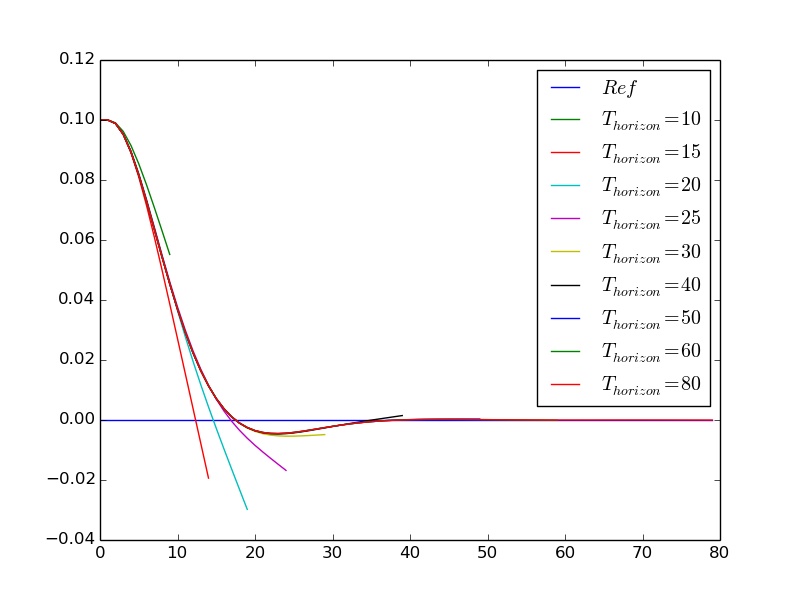 0.12
0.10
0.08
0.06
0.04
0.02
0.00
−0.02
−0.04
0 10 20 30 40 50 60 70 80
Ref
T_horizon=10
T_horizon=15
T_horizon=20
T_horizon=25
T_horizon=30
T_horizon=40
T_horizon=50
T_horizon=60
T_horizon=80